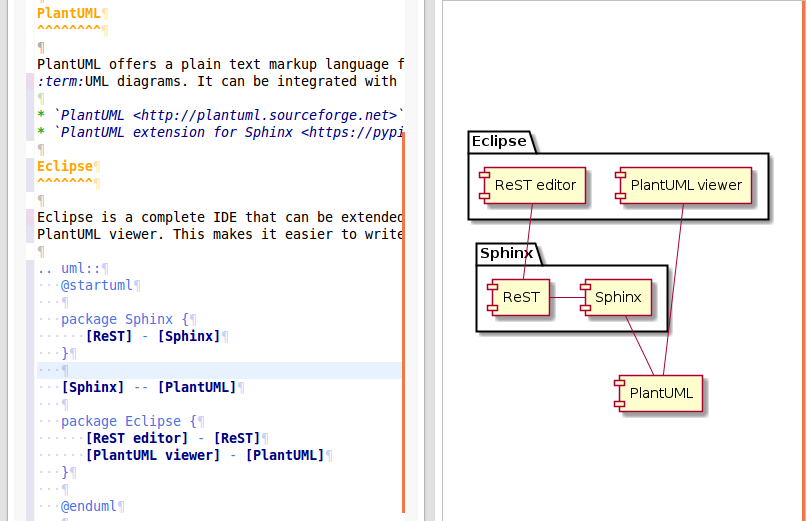 PlantUML¶
^^^^^^^^¶
¶
PlantUML offers a plain text markup language f
:term:UML diagrams. It can be integrated with
¶
* `PlantUML <http://plantuml.sourceforge.net>`
* `PlantUML extension for Sphinx <https://pypi
¶
Eclipse¶
^^^^^^^¶
¶
Eclipse is a complete IDE that can be extended
PlantUML viewer. This makes it easier to write
¶
.. uml::¶
···@startuml¶
···¶
···package Sphinx {¶
······[ReST] - [Sphinx]¶
···}¶
···¶
···[Sphinx] -- [PlantUML]¶
···¶
···package Eclipse {¶
······[ReST editor] - [ReST]¶
······[PlantUML viewer] - [PlantUML]¶
···}¶
···¶
···@enduml¶
Eclipse
ReST editor
PlantUML viewer
Sphinx
ReST
Sphinx
PlantUML